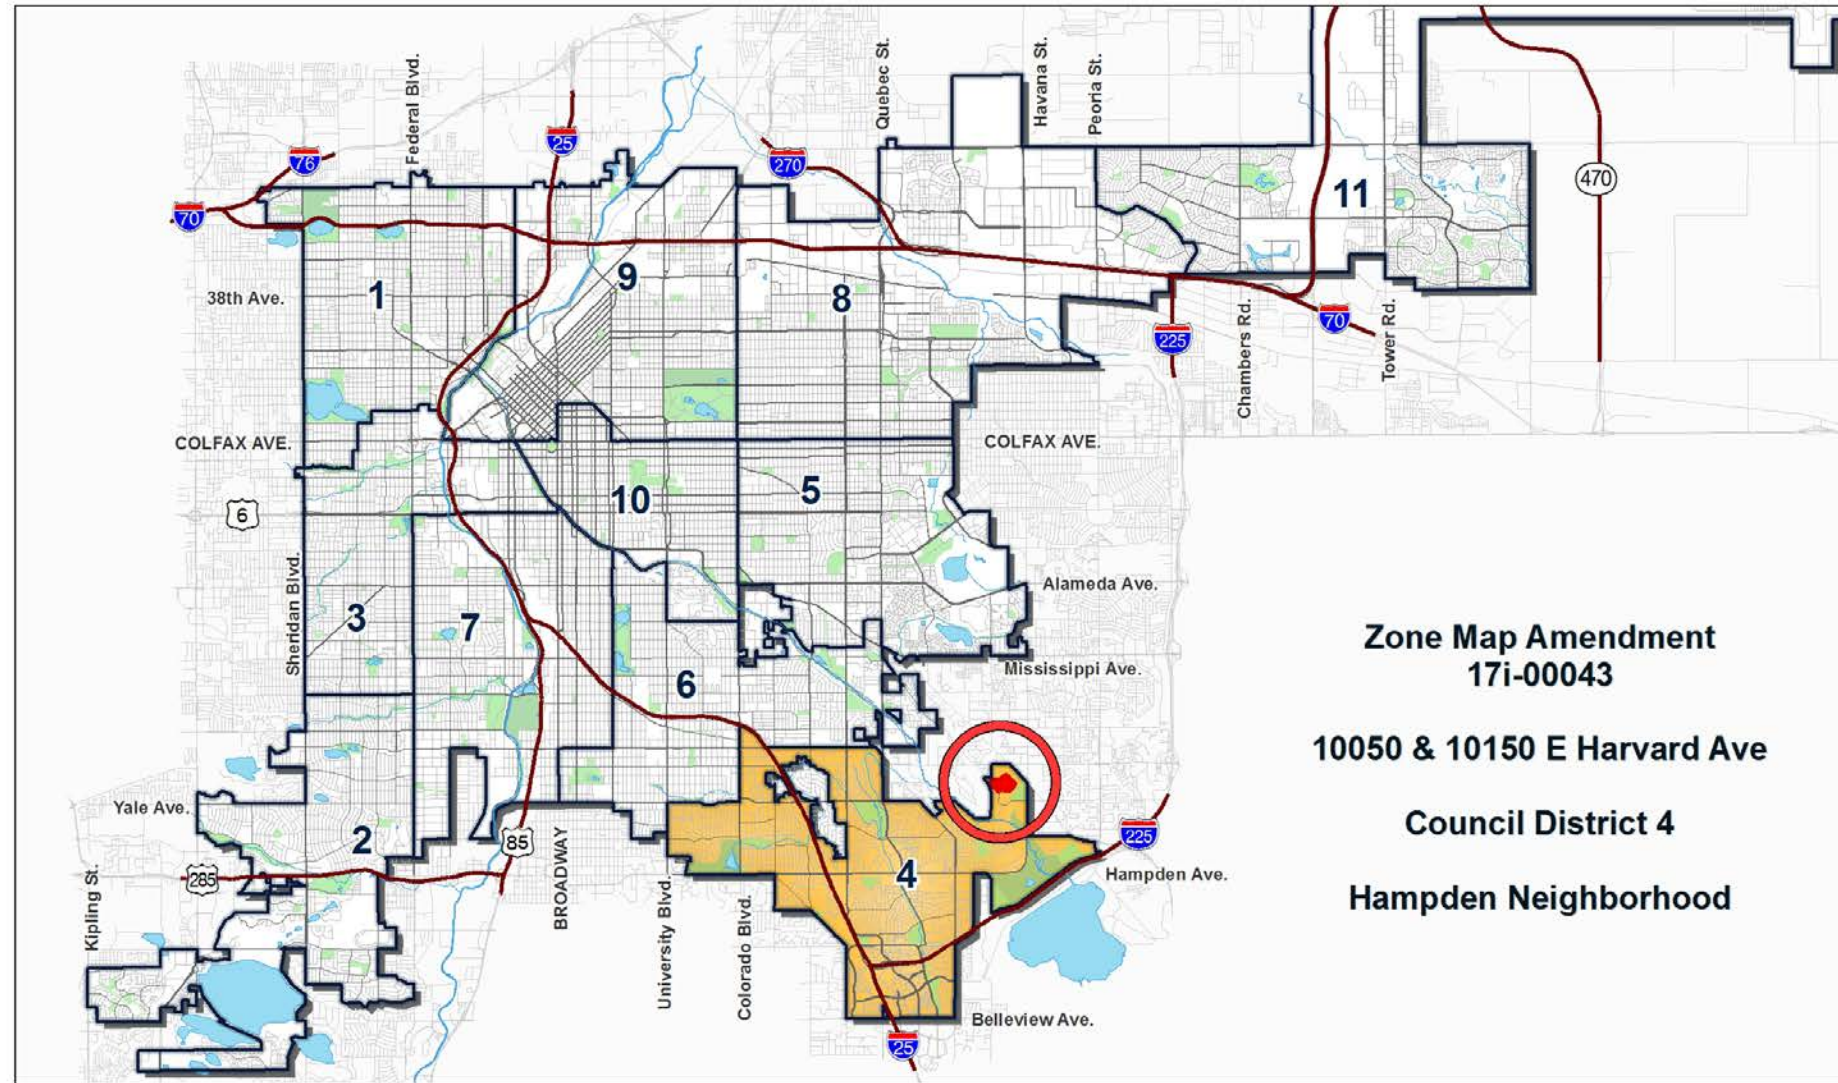 Federal Blvd.
Quebec St.
Havana St.
Peoria St.
25
76
270
470
70
11
9
1
8
38th Ave.
225
70
Chambers Rd.
Tower Rd.
COLFAX AVE.
COLFAX AVE.
10
5
6
Sheridan Blvd.
Alameda Ave.
3
7
Mississippi Ave.
6
Zone Map Amendment
17i-00043
10050 & 10150 E Harvard Ave
Council District 4
Hampden Neighborhood
Yale Ave.
2
85
225
285
4
Hampden Ave.
Kipling St.
BROADWAY
University Blvd.
Colorado Blvd.
Belleview Ave.
25